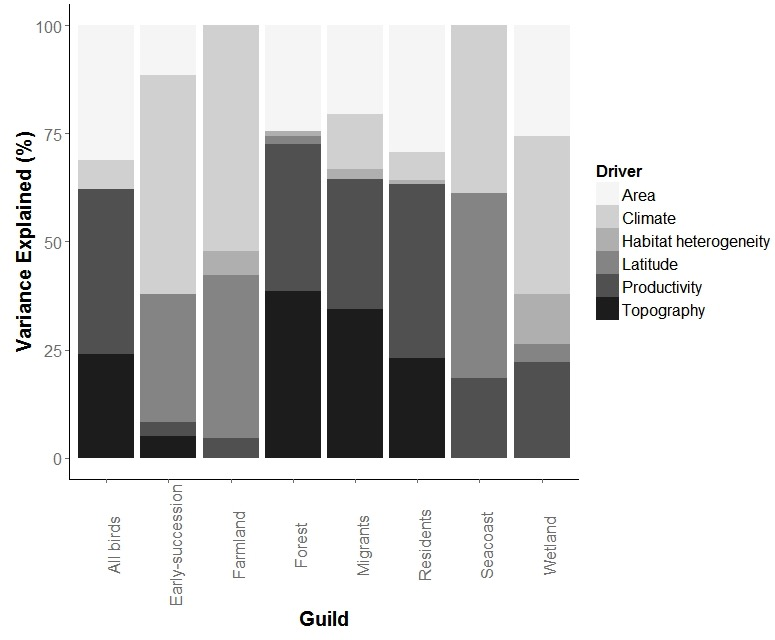 100
75
50
25
0
Variance Explained (%)
All birds
Early-succession
Farmland
Forest
Migrants
Residents
Seacoast
Wetland
Guild
Driver
Area
Climate
Habitat heterogeneity
Latitude
Productivity
Topography